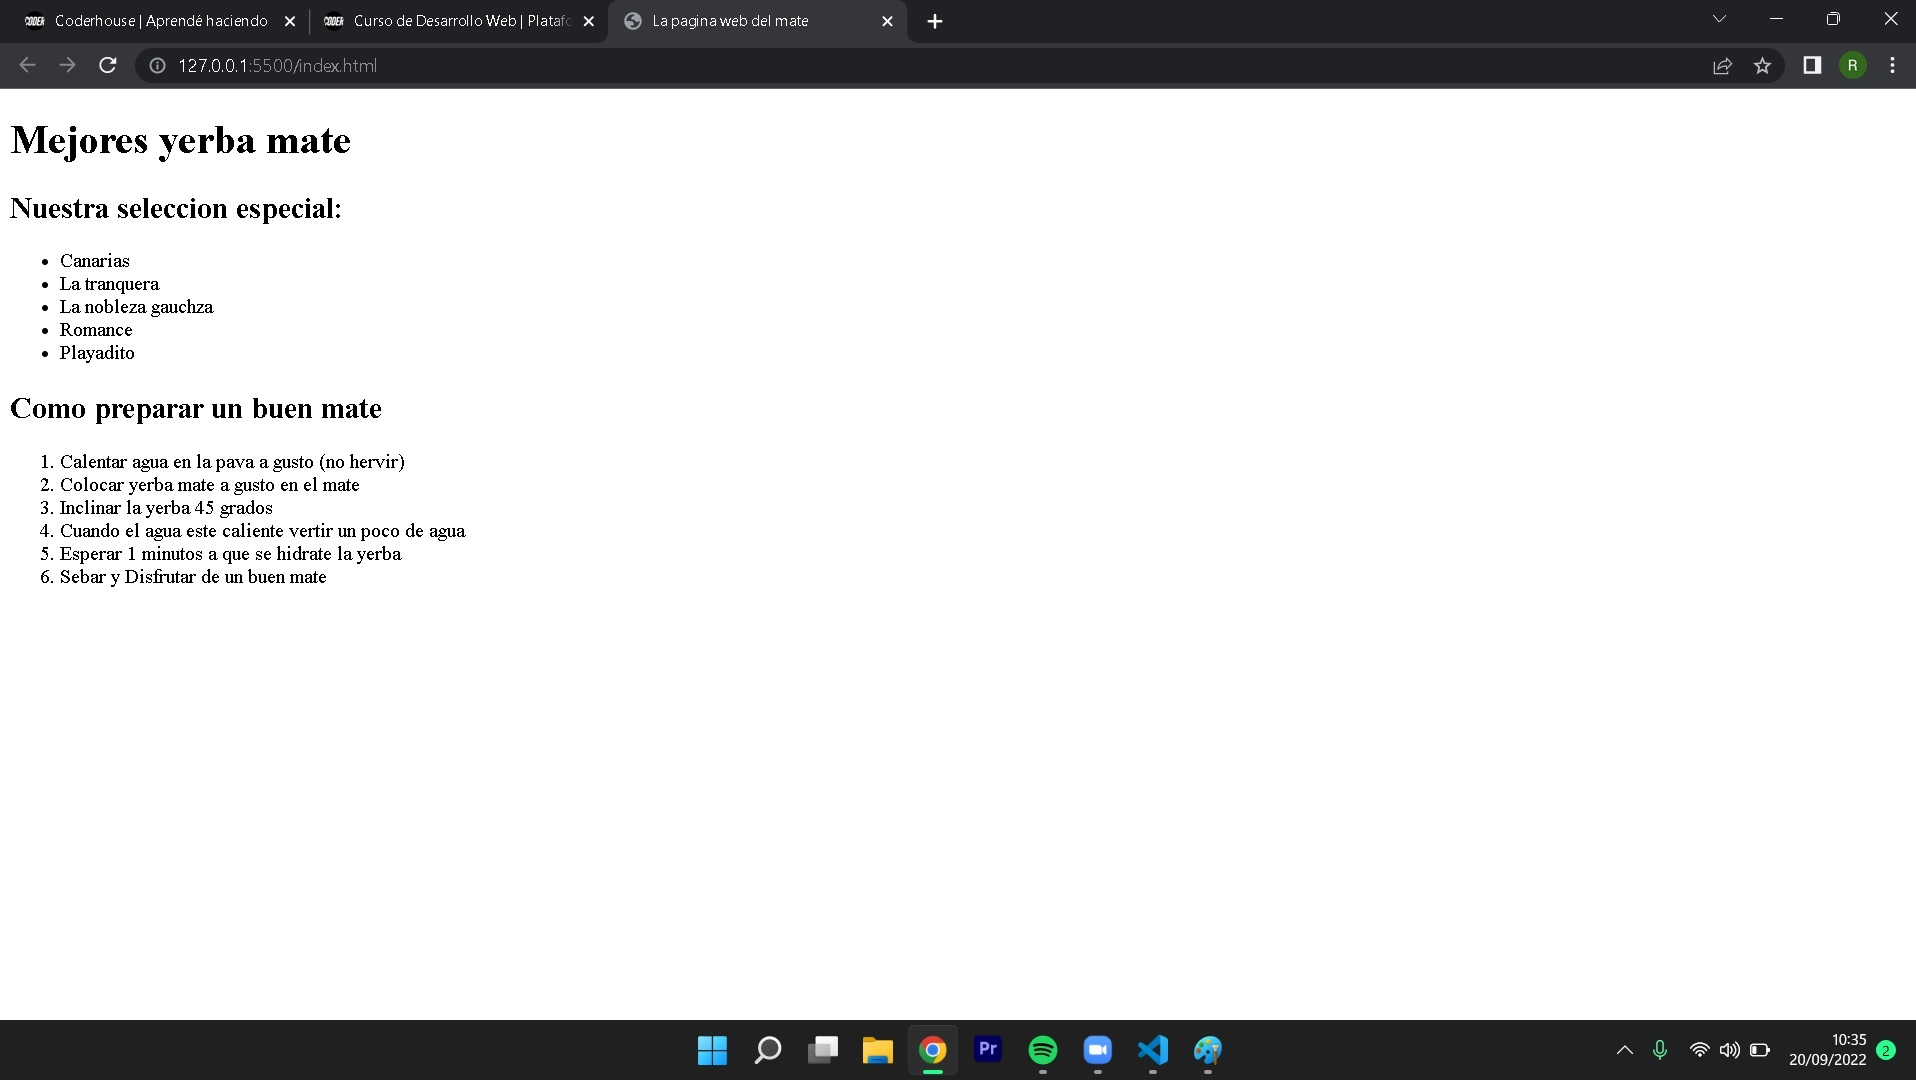 CODER Coderhouse | Aprendé haciendo
CODER Curso de Desarrollo Web | Platafo
La pagina web del mate
127.0.0.1:5500/index.html
R
Mejores yerba mate
Nuestra seleccion especial:
• Canarias
• La tranquera
• La nobleza gauchza
• Romance
• Playadito
Como preparar un buen mate
1. Calentar agua en la pava a gusto (no hervir)
2. Colocar yerba mate a gusto en el mate
3. Inclinar la yerba 45 grados
4. Cuando el agua este caliente vertir un poco de agua
5. Esperar 1 minutos a que se hidrate la yerba
6. Sebar y Disfrutar de un buen mate
Pr
10:35
20/09/2022
2